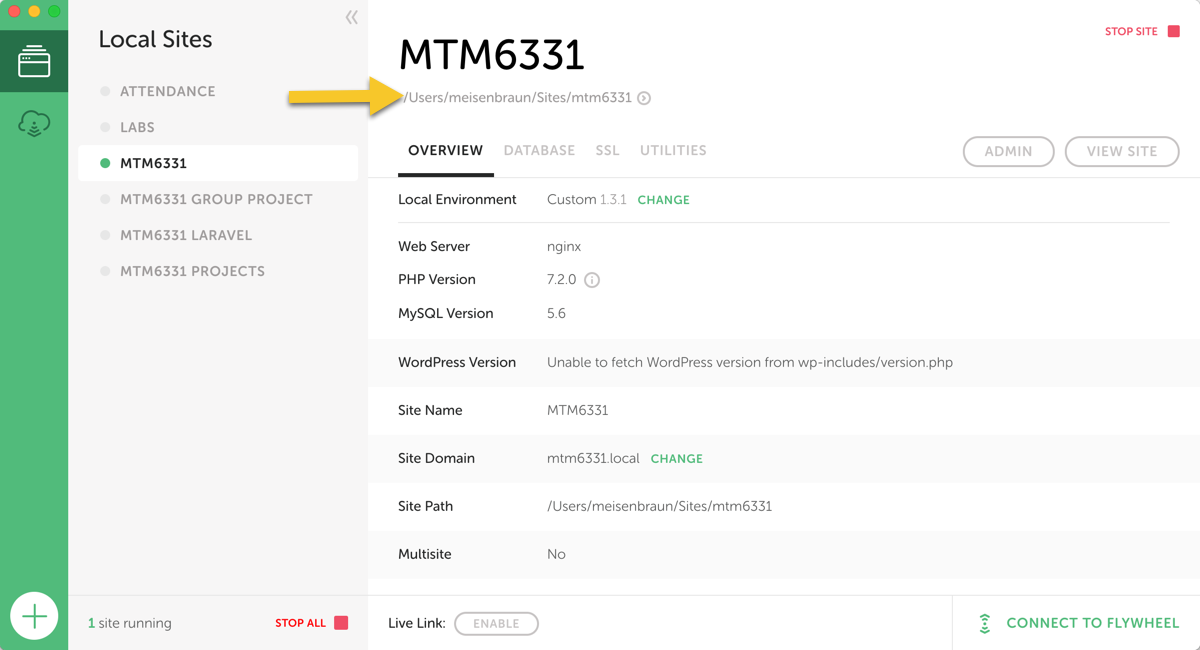 Local Sites
ATTENDANCE
LABS
MTM6331
MTM6331 GROUP PROJECT
MTM6331 LARAVEL
MTM6331 PROJECTS
1 site running
STOP ALL
MTM6331
STOP SITE
/Users/meisenbraun/Sites/mtm6331
OVERVIEW DATABASE SSL UTILITIES
ADMIN VIEW SITE
Local Environment Custom 1.3.1 CHANGE
Web Server nginx
PHP Version 7.2.0
MySQL Version 5.6
WordPress Version Unable to fetch WordPress version from wp-includes/version.php
Site Name MTM6331
Site Domain mtm6331.local CHANGE
Site Path /Users/meisenbraun/Sites/mtm6331
Multisite No
Live Link: ENABLE
CONNECT TO FLYWHEEL